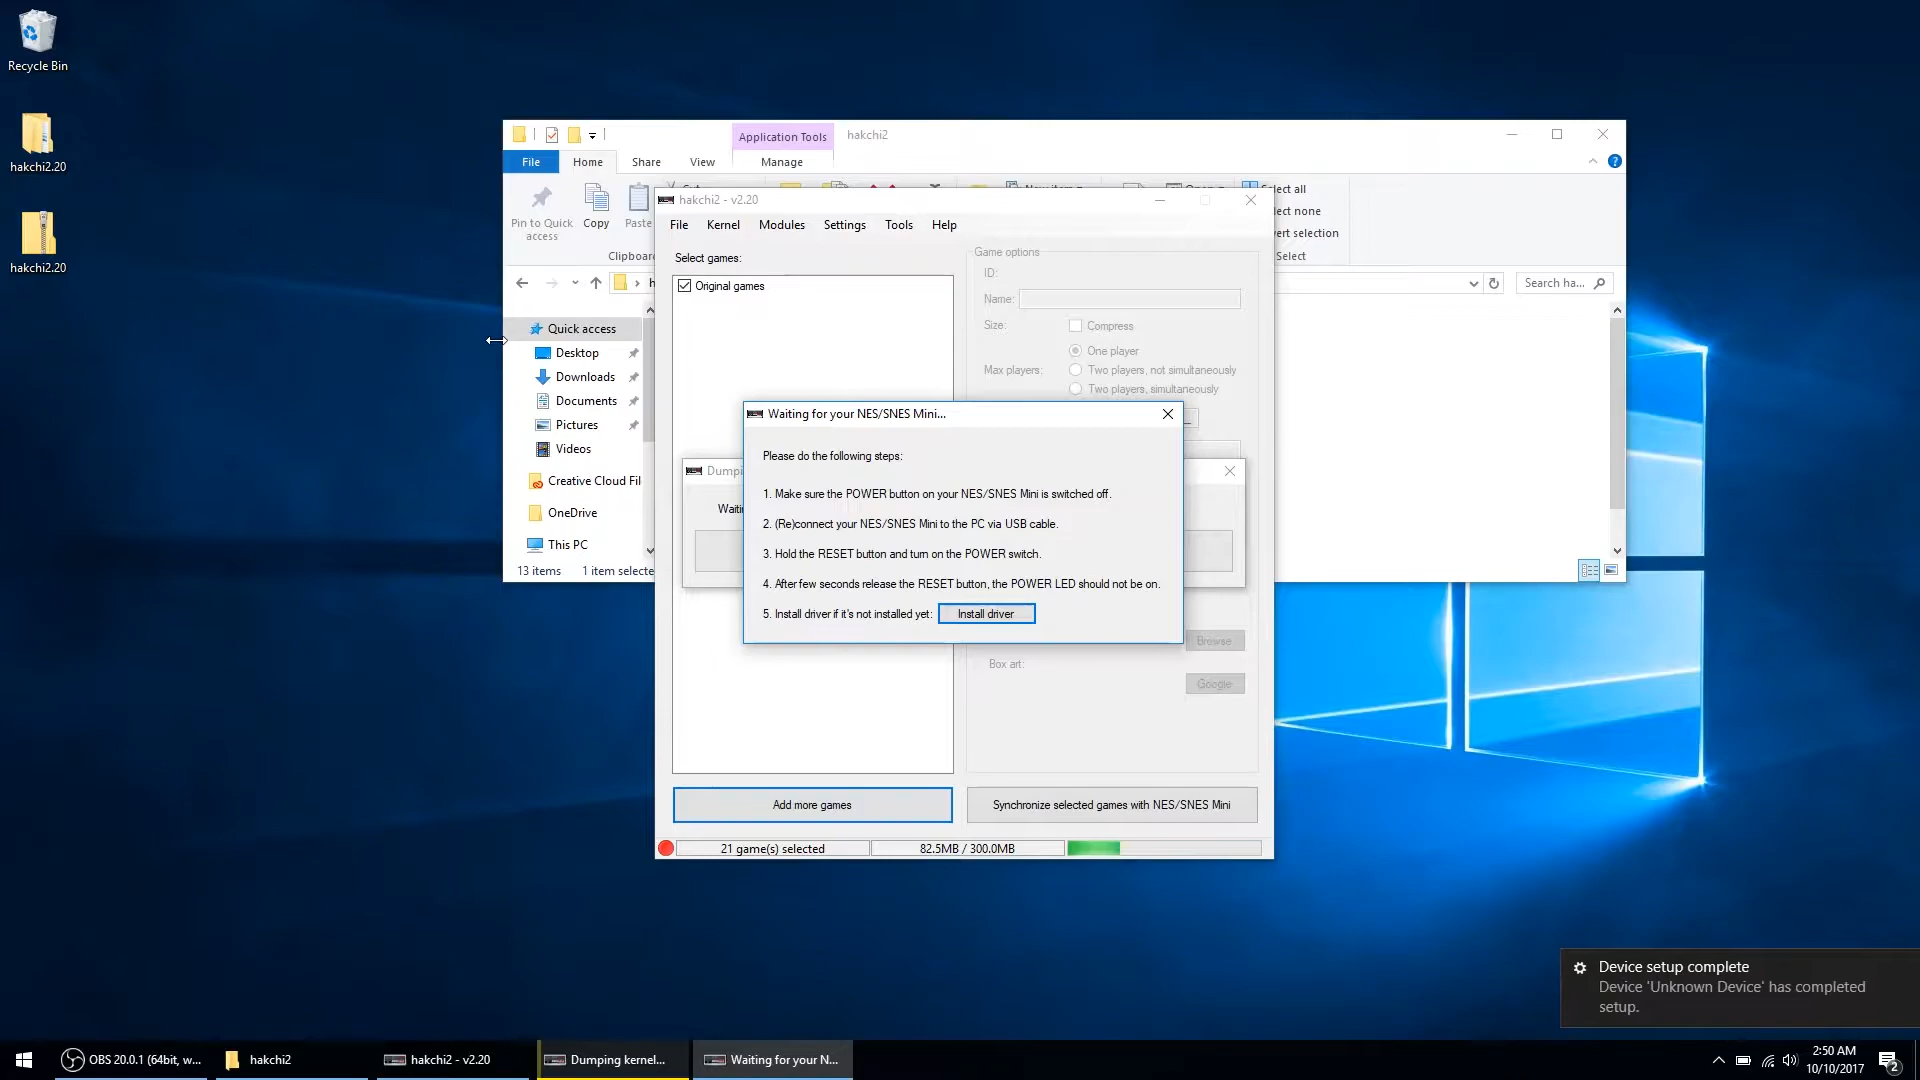 Recycle Bin
hakchi2.20
hakchi2.20
Application Tools
hakchi2
File
Home
Share
View
Manage
Pin to Quick access
Copy
Paste
Select all
lect none
ert selection
Clipboar
Select
Search ha...
Quick access
Desktop
Downloads
Documents
Pictures
Videos
Creative Cloud Fil
OneDrive
This PC
13 items
1 item selecte
hakchi2 - v2.20
File
Kernel
Modules
Settings
Tools
Help
Select games:
Original games
Game options
ID:
Name:
Size:
Compress
Max players:
One player
Two players, not simultaneously
Two players, simultaneously
Dumpi
Waitin
Waiting for your NES/SNES Mini...
Please do the following steps:
1. Make sure the POWER button on your NES/SNES Mini is switched off.
2. (Re)connect your NES/SNES Mini to the PC via USB cable.
3. Hold the RESET button and turn on the POWER switch.
4. After few seconds release the RESET button, the POWER LED should not be on.
5. Install driver if it's not installed yet:
Install driver
Browse
Box art:
Google
Add more games
Synchronize selected games with NES/SNES Mini
21 game(s) selected
82.5MB / 300.0MB
Device setup complete
Device 'Unknown Device' has completed
setup.
OBS 20.0.1 (64bit, w...
hakchi2
hakchi2 - v2.20
Dumping kernel...
Waiting for your N...
2:50 AM
10/10/2017
2